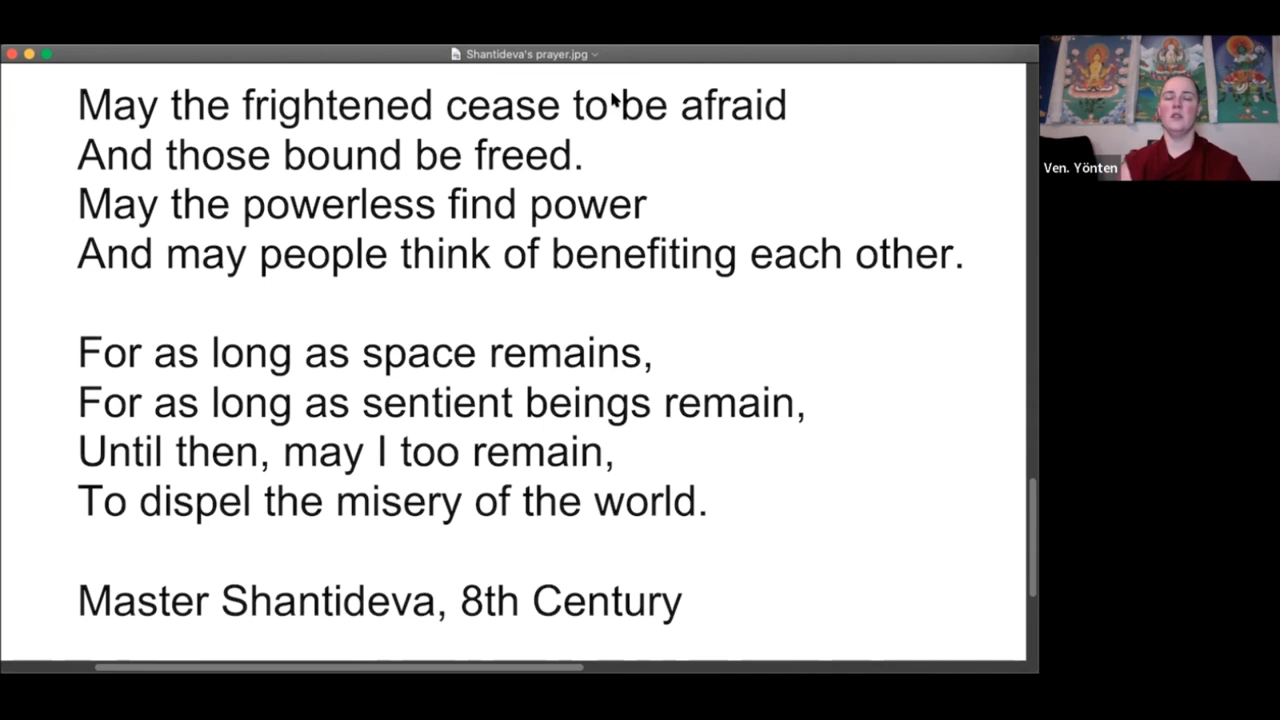 Shantideva's prayer.jpg
May the frightened cease to be afraid
And those bound be freed.
May the powerless find power
And may people think of benefiting each other.
For as long as space remains,
For as long as sentient beings remain,
Until then, may I too remain,
To dispel the misery of the world.
Master Shantideva, 8th Century
Ven. Yönten